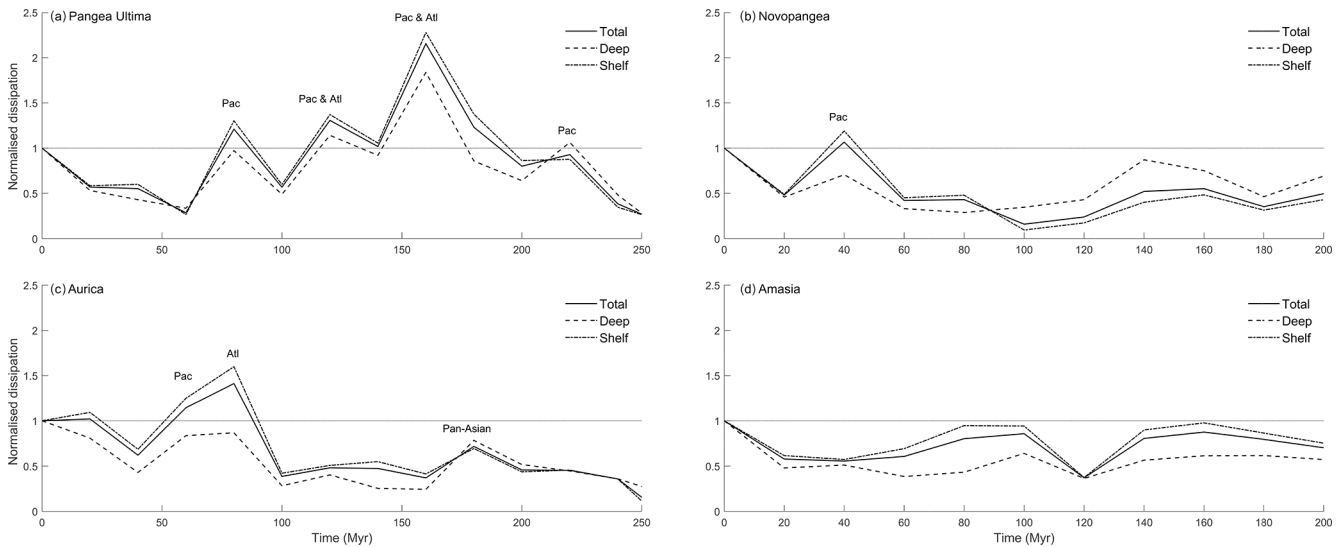 (a) Pangea Ultima
Normalised dissipation
2.5
2
1.5
1
0.5
0
0
50
100
150
200
250
Pac
Pac & Atl
Pac & Atl
Pac
Total
Deep
Shelf
(b) Novopangea
2.5
2
1.5
1
0.5
0
0
20
40
60
80
100
120
140
160
180
200
Pac
Total
Deep
Shelf
(c) Aurica
Normalised dissipation
2.5
2
1.5
1
0.5
0
0
50
100
150
200
250
Time (Myr)
Pac
Atl
Pan-Asian
Total
Deep
Shelf
(d) Amasia
2.5
2
1.5
1
0.5
0
0
20
40
60
80
100
120
140
160
180
200
Time (Myr)
Total
Deep
Shelf